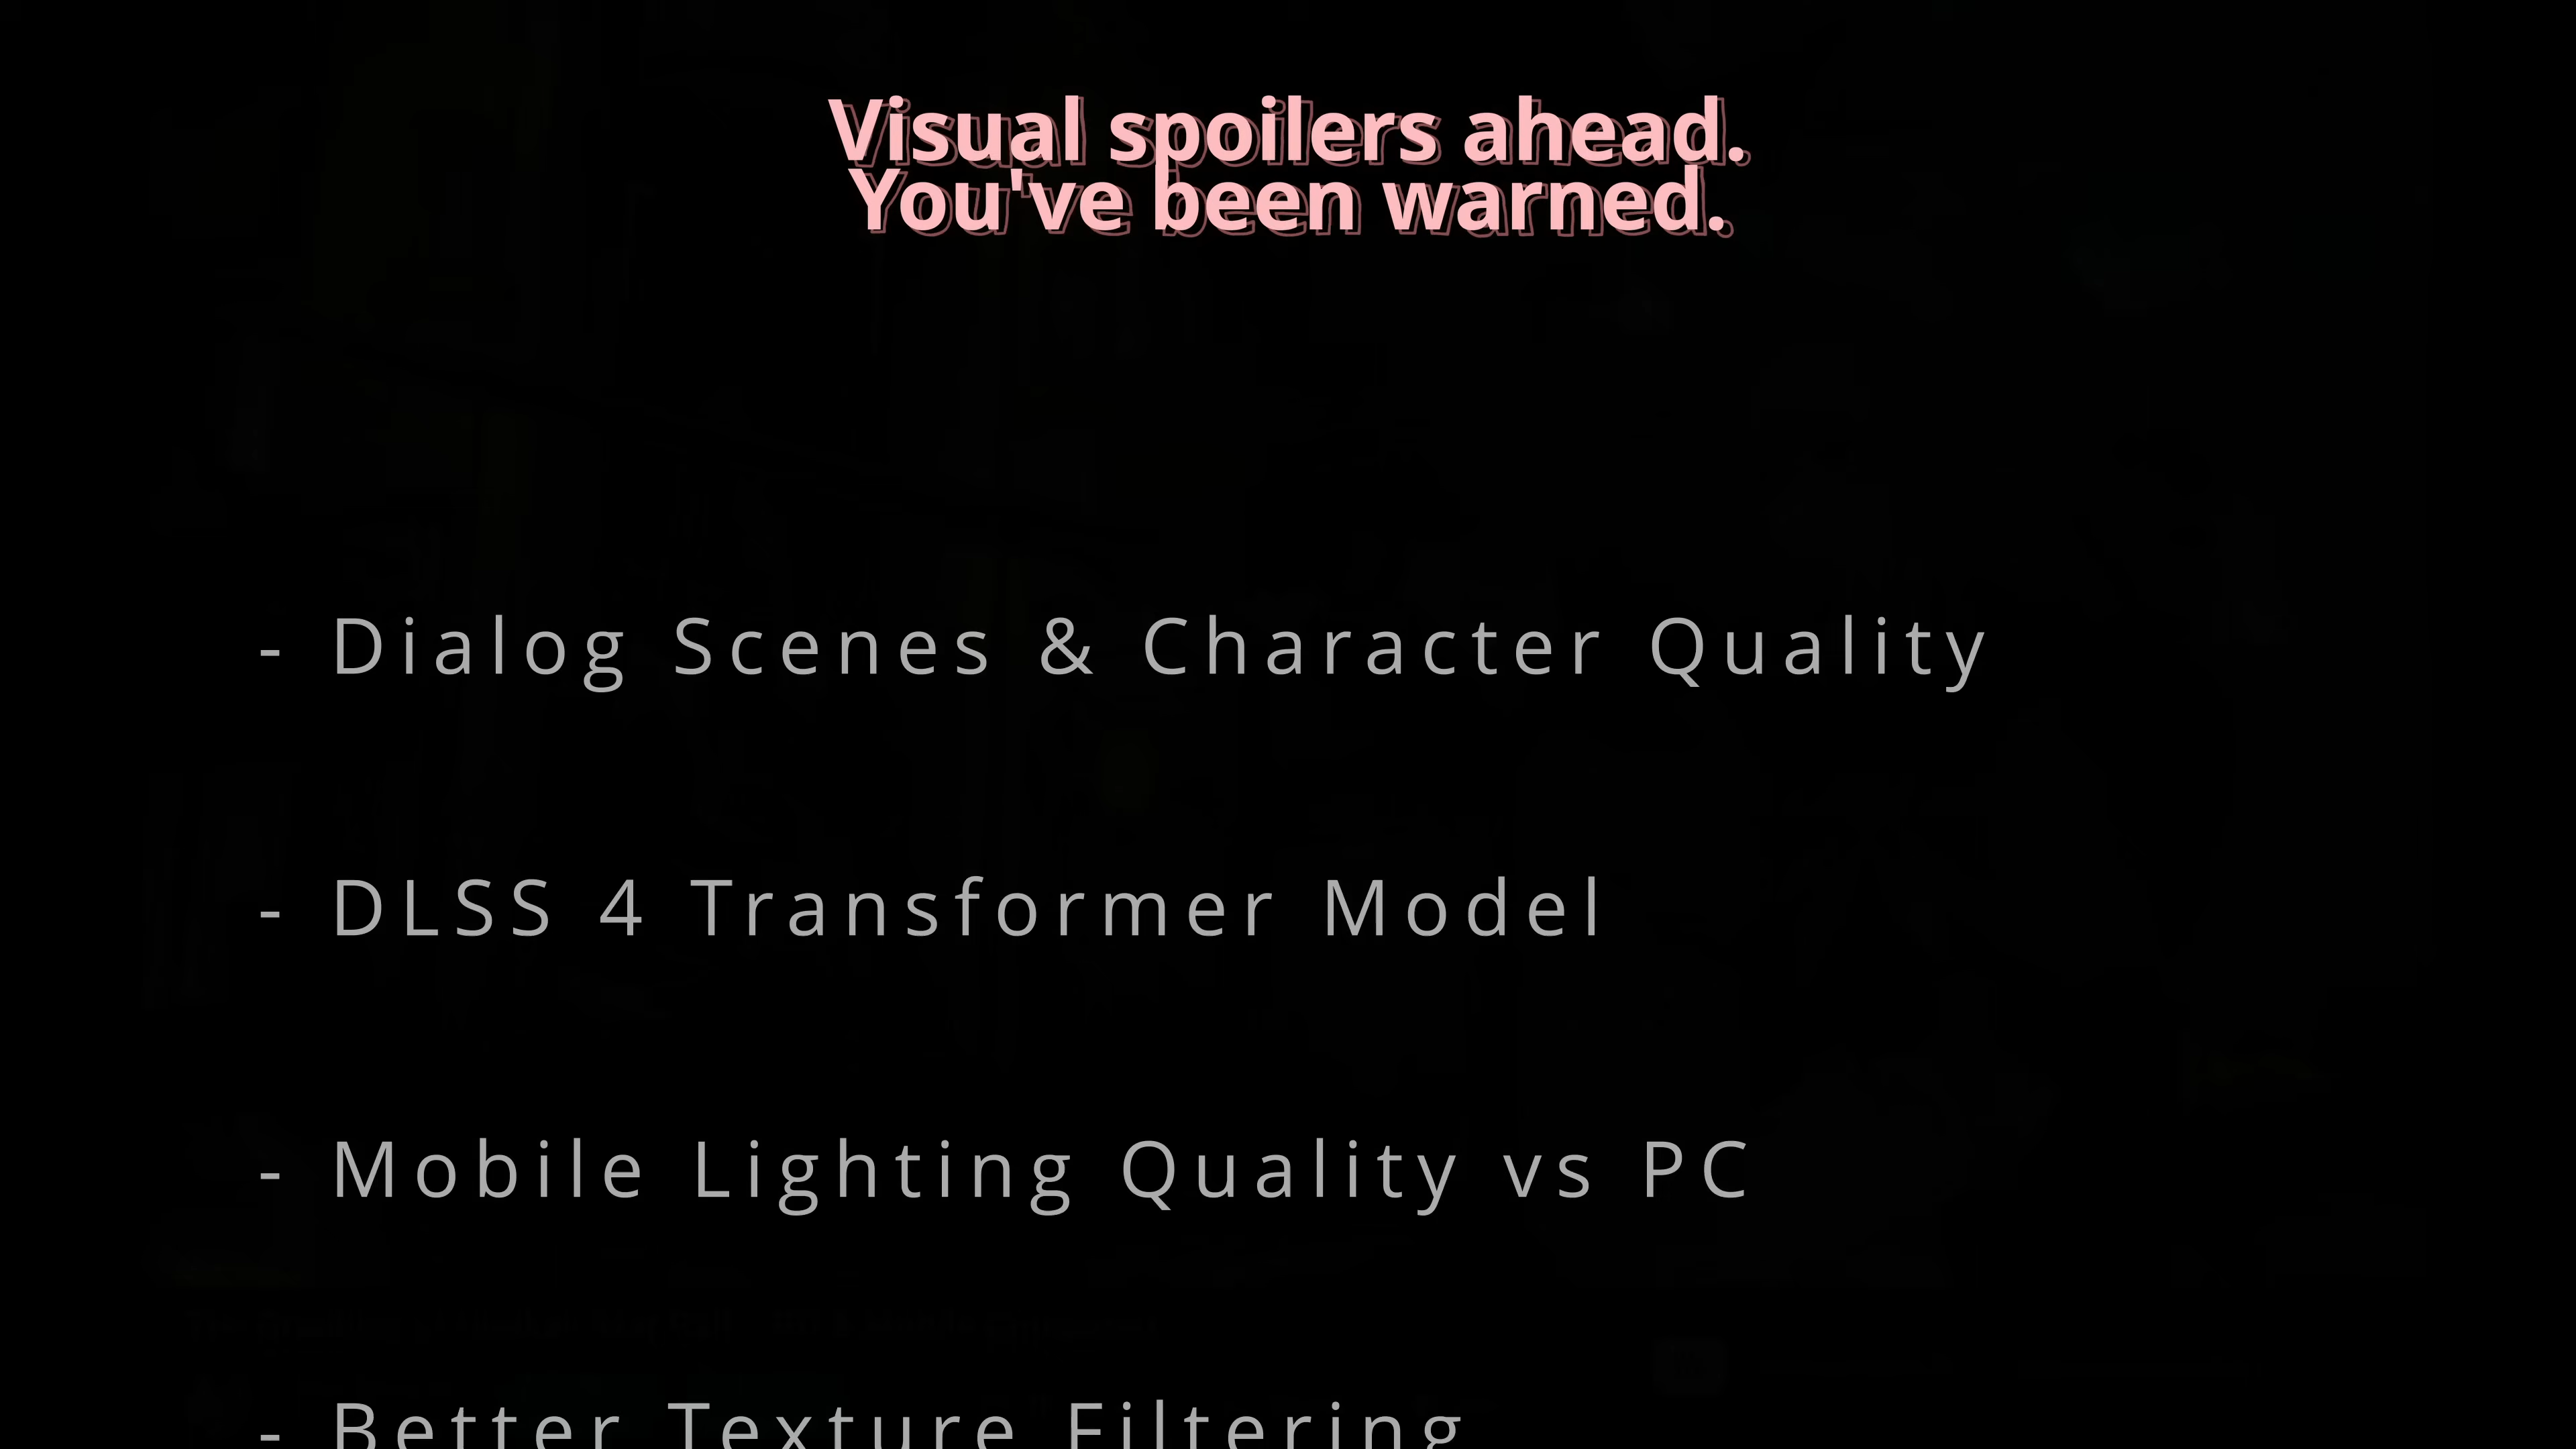 Visual spoilers ahead.
You've been warned.
- Dialog Scenes & Character Quality
- DLSS 4 Transformer Model
- Mobile Lighting Quality vs PC
- Better Texture Filtering